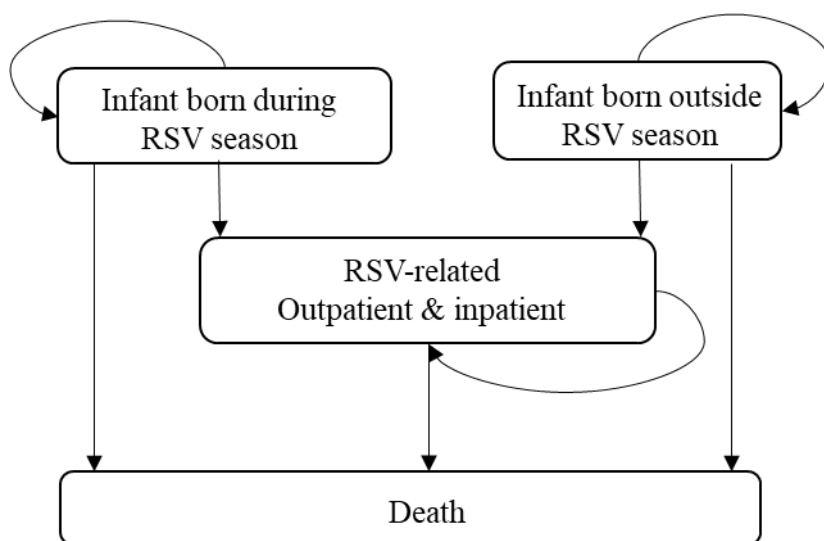 Infant born during
RSV season
Infant born outside
RSV season
RSV-related
Outpatient & inpatient
Death